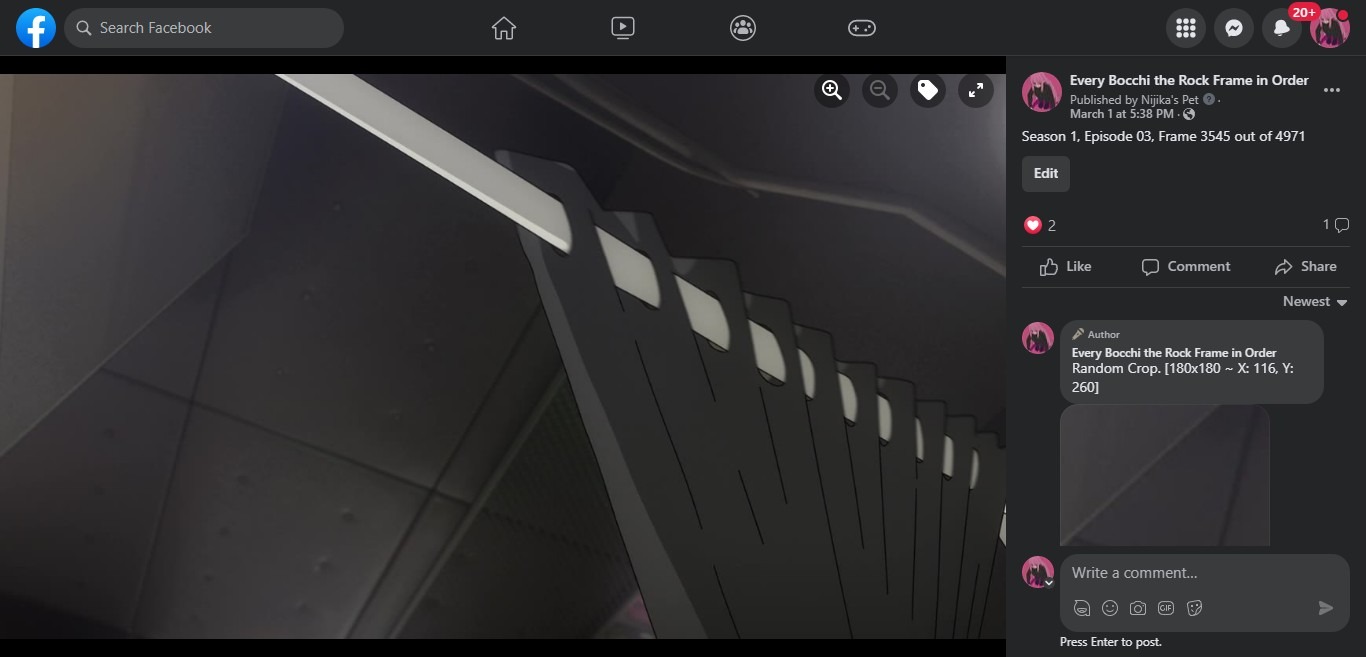 Search Facebook
20+
Every Bocchi the Rock Frame in Order
Published by Nijika's Pet ·
March 1 at 5:38 PM ·
Season 1, Episode 03, Frame 3545 out of 4971
Edit
2
1
Like Comment Share
Newest
Author
Every Bocchi the Rock Frame in Order
Random Crop. [180x180 ~ X: 116, Y:
260]
Write a comment...
GIF
Press Enter to post.